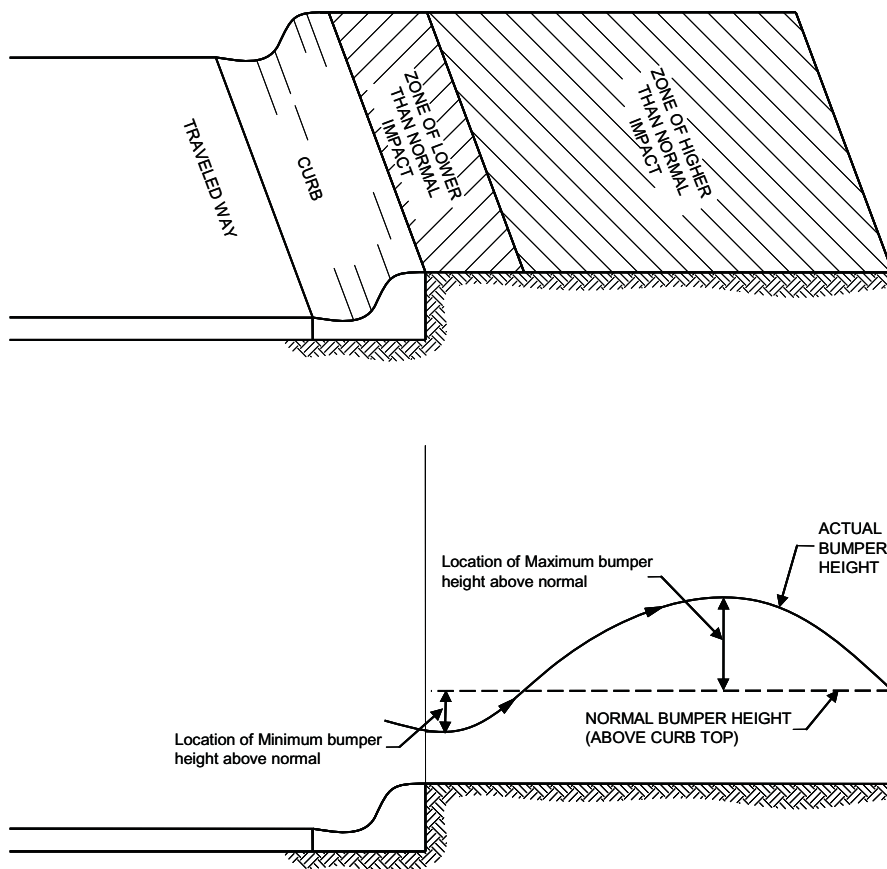 TRAVELED WAY
CURB
ZONE OF LOWER
THAN NORMAL
IMPACT
ZONE OF HIGHER
THAN NORMAL
IMPACT
ACTUAL
BUMPER
HEIGHT
Location of Maximum bumper
height above normal
NORMAL BUMPER HEIGHT
(ABOVE CURB TOP)
Location of Minimum bumper
height above normal